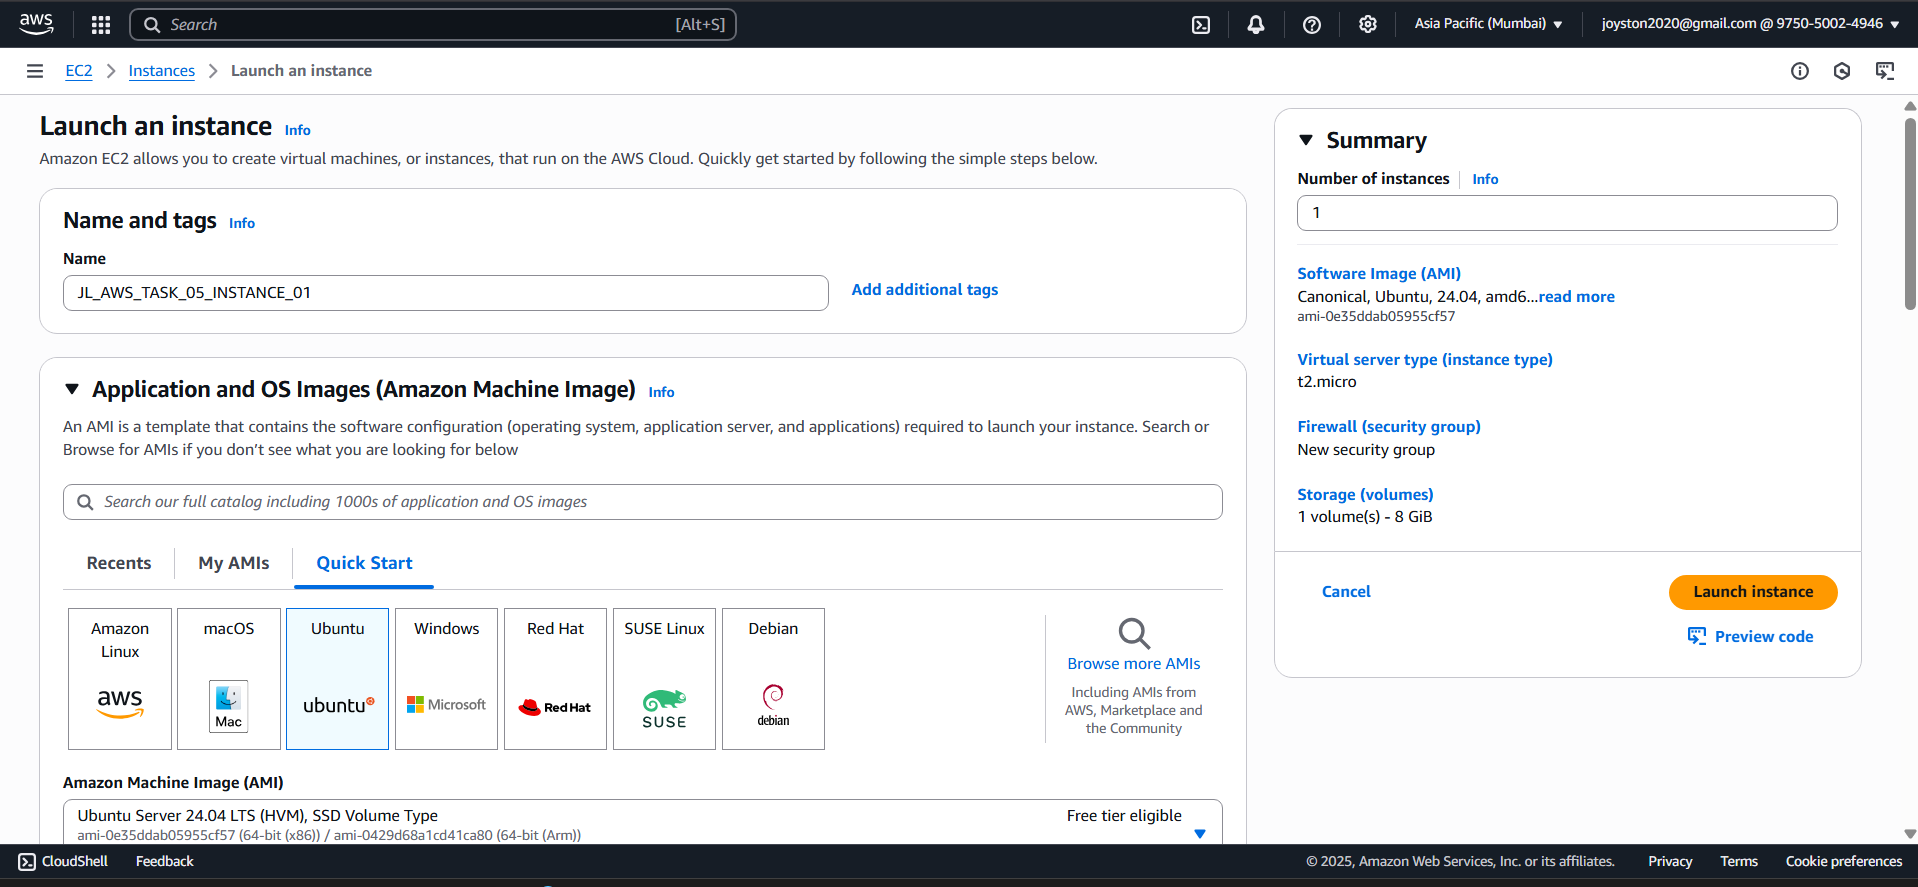 aws
Search [Alt+S]
Asia Pacific (Mumbai)
joyston2020@gmail.com @ 9750-5002-4946
EC2
Instances
Launch an instance
Launch an instance Info
Amazon EC2 allows you to create virtual machines, or instances, that run on the AWS Cloud. Quickly get started by following the simple steps below.
Name and tags Info
Name
JL_AWS_TASK_05_INSTANCE_01
Add additional tags
Application and OS Images (Amazon Machine Image) Info
An AMI is a template that contains the software configuration (operating system, application server, and applications) required to launch your instance. Search or
Browse for AMIs if you don’t see what you are looking for below
Search our full catalog including 1000s of application and OS images
Recents
My AMIs
Quick Start
Amazon
Linux
aws
macOS
Mac
Ubuntu
ubuntu
Windows
Microsoft
Red Hat
Red Hat
SUSE Linux
SUSE
Debian
debian
Browse more AMIs
Including AMIs from
AWS, Marketplace and
the Community
Amazon Machine Image (AMI)
Ubuntu Server 24.04 LTS (HVM), SSD Volume Type
Free tier eligible
ami-0e35ddab05955cf57 (64-bit (x86)) / ami-0429d68a1cd41ca80 (64-bit (Arm))
Summary
Number of instances Info
1
Software Image (AMI)
Canonical, Ubuntu, 24.04, amd6...read more
ami-0e35ddab05955cf57
Virtual server type (instance type)
t2.micro
Firewall (security group)
New security group
Storage (volumes)
1 volume(s) - 8 GiB
Cancel
Launch instance
Preview code
CloudShell
Feedback
© 2025, Amazon Web Services, Inc. or its affiliates.
Privacy
Terms
Cookie preferences